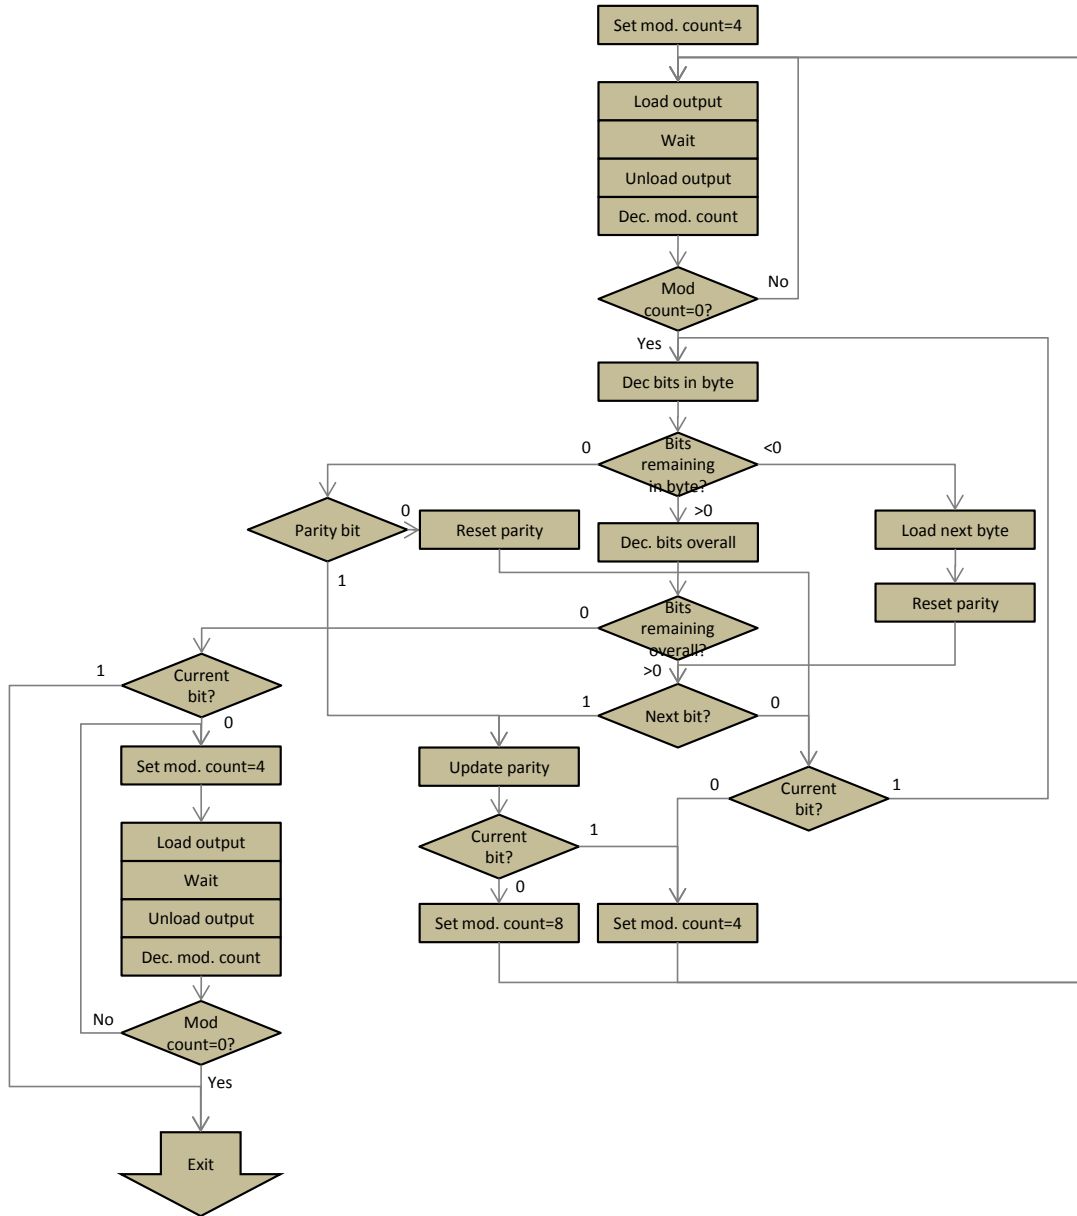 Set mod. count=4
Load output
Wait
Unload output
Dec. mod. count
Mod
count=0?
No
Yes
Dec bits in byte
0
Bits
remaining
in byte?
<0
>0
Parity bit
0
Reset parity
Dec. bits overall
Load next byte
1
Reset parity
0
Bits
remaining
overall?
>0
1
Current
bit?
0
1
Next bit?
0
Set mod. count=4
Update parity
0
Current
bit?
1
Load output
Wait
Unload output
Dec. mod. count
Current
bit?
1
0
Set mod. count=8
Set mod. count=4
No
Mod
count=0?
Yes
Exit